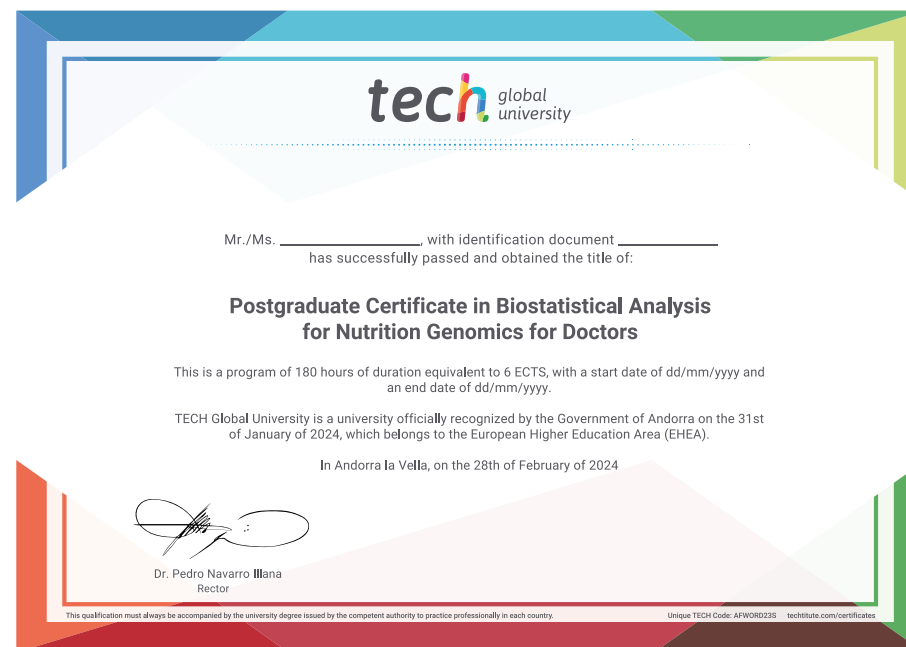 tech global
university
Mr./Ms. ____________________, with identification document ______________
has successfully passed and obtained the title of:
Postgraduate Certificate in Biostatistical Analysis
for Nutrition Genomics for Doctors
This is a program of 180 hours of duration equivalent to 6 ECTS, with a start date of dd/mm/yyyy and
an end date of dd/mm/yyyy.
TECH Global University is a university officially recognized by the Government of Andorra on the 31st
of January of 2024, which belongs to the European Higher Education Area (EHEA).
In Andorra la Vella, on the 28th of February of 2024
Dr. Pedro Navarro Illana
Rector
This qualification must always be accompanied by the university degree issued by the competent authority to practice professionally in each country.
Unique TECH Code: AFWORD23S techtitute.com/certificates